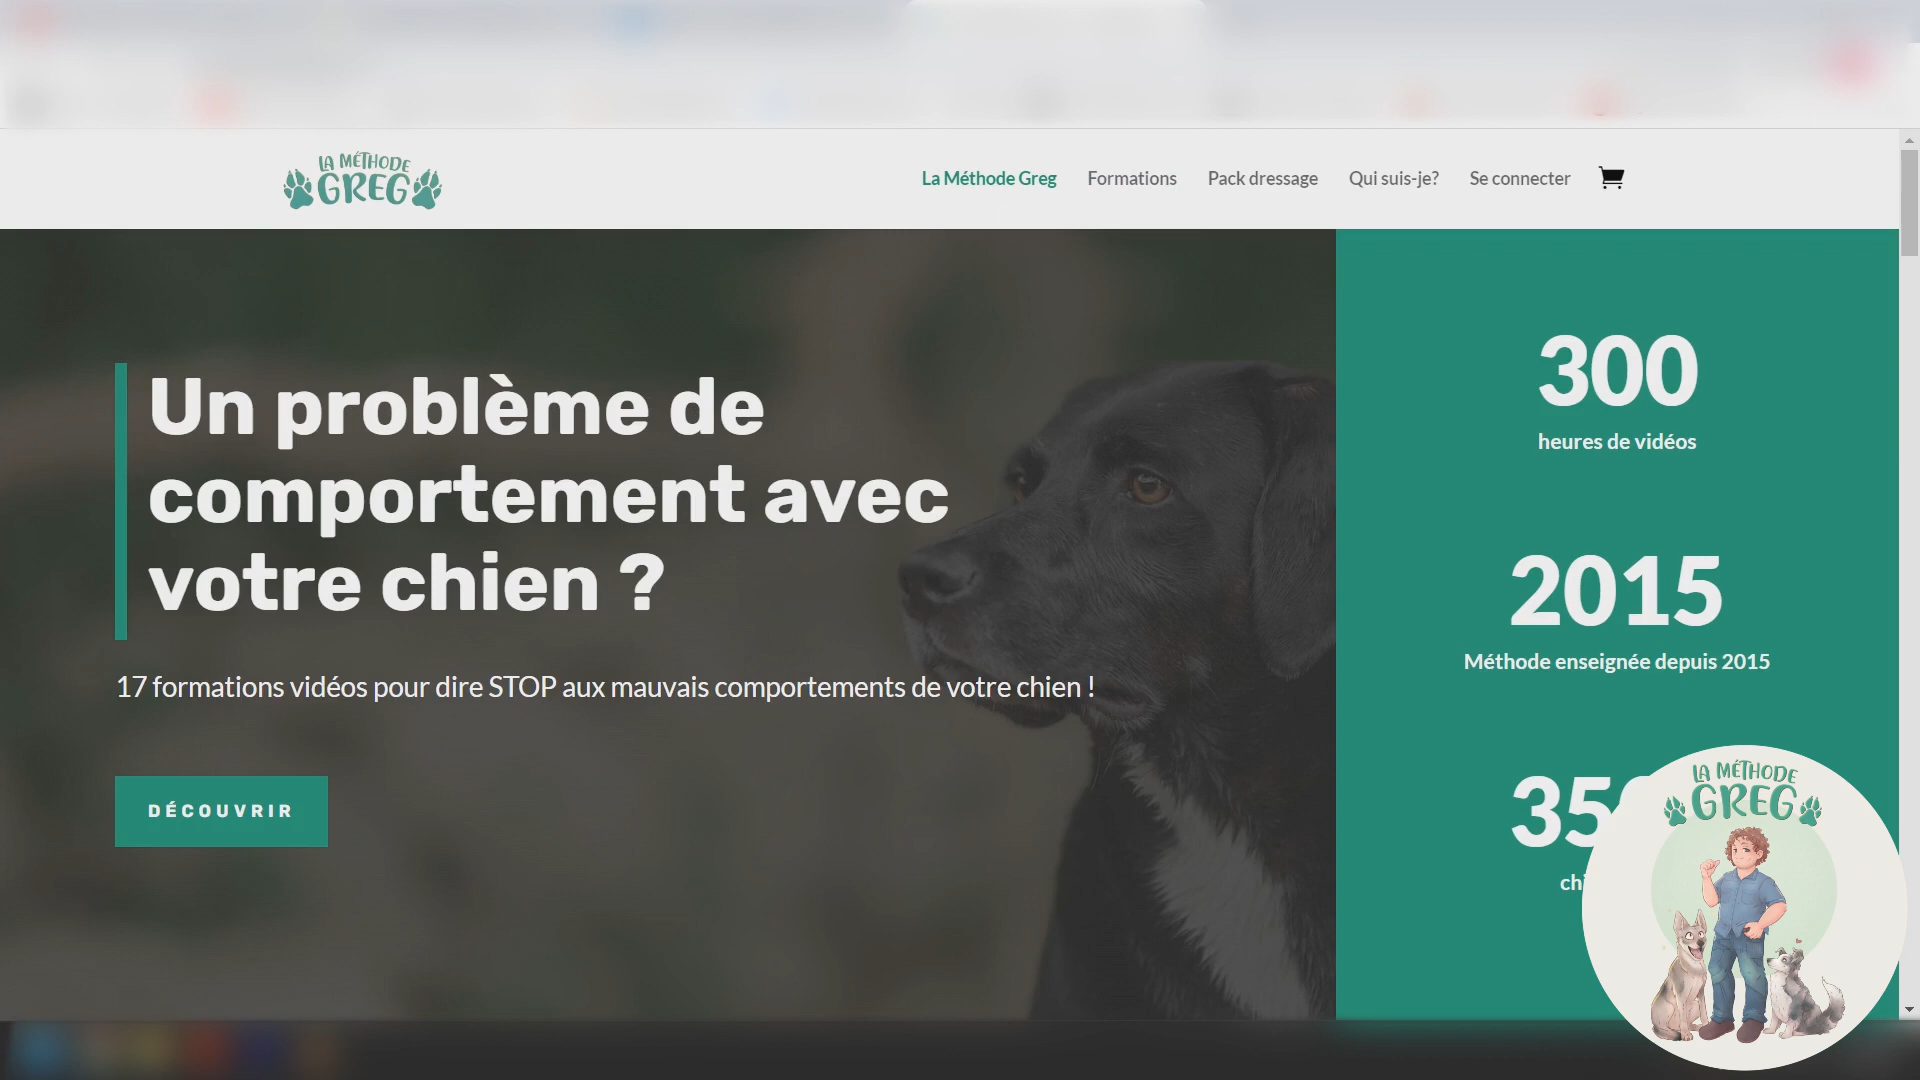 LA MÉTHODE
GREG
La Méthode Greg
Formations
Pack dressage
Qui suis-je?
Se connecter
Un problème de
comportement avec
votre chien ?
17 formations vidéos pour dire STOP aux mauvais comportements de votre chien !
DÉCOUVRIR
300
heures de vidéos
2015
Méthode enseignée depuis 2015
LA MÉTHODE
GREG